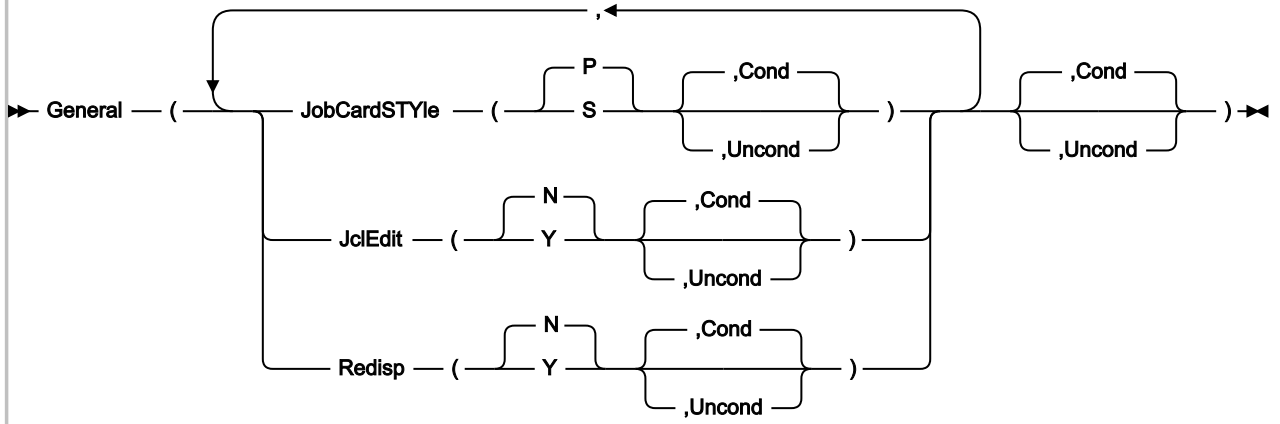 ,
P ,Cond ,Cond
General ( JobCardSTYle ( S ) )
,Uncond ,Uncond
N ,Cond
JclEdit ( Y )
,Uncond
N ,Cond
Redisp ( Y )
,Uncond